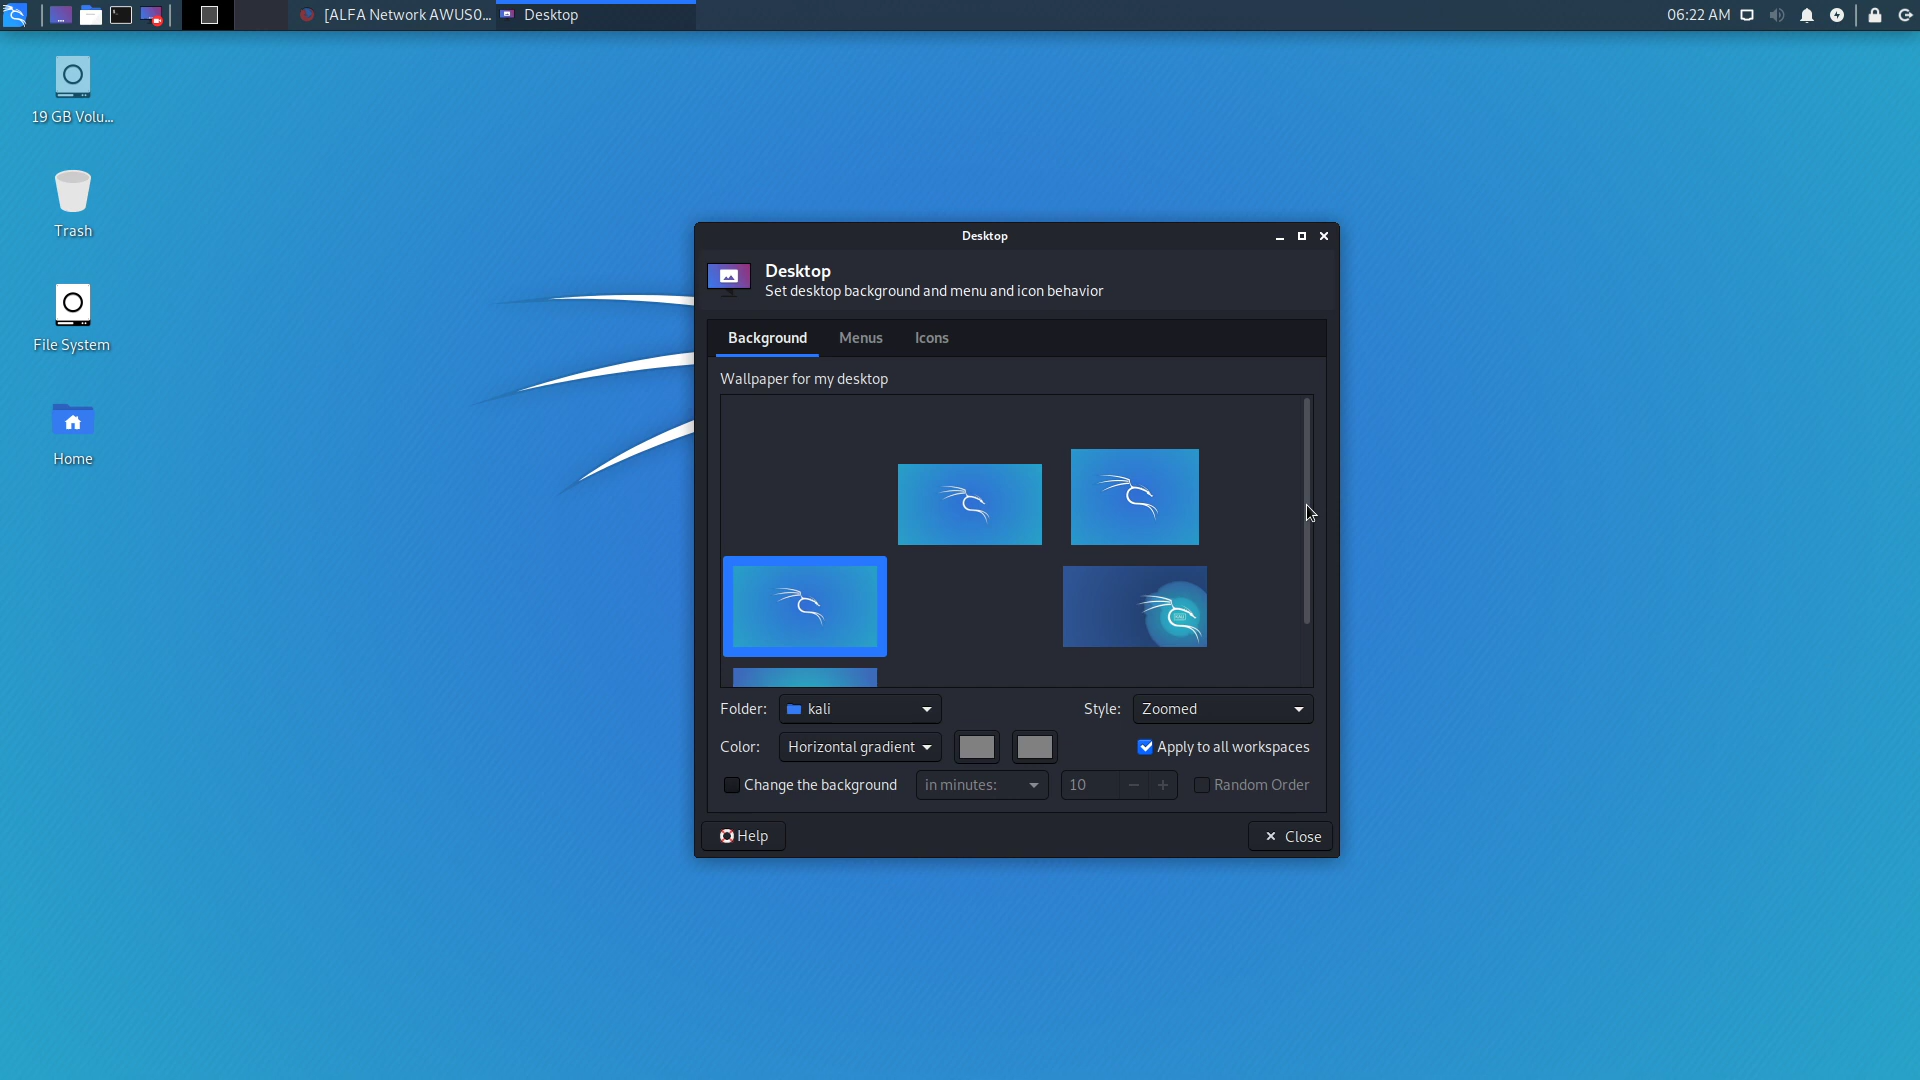 [ALFA Network AWUS0...
Desktop
06:22 AM
19 GB Volu...
Trash
File System
Home
Desktop
Desktop
Set desktop background and menu and icon behavior
Background Menus Icons
Wallpaper for my desktop
Folder: kali Style: Zoomed
Color: Horizontal gradient Apply to all workspaces
Change the background in minutes: 10 − + Random Order
Help Close